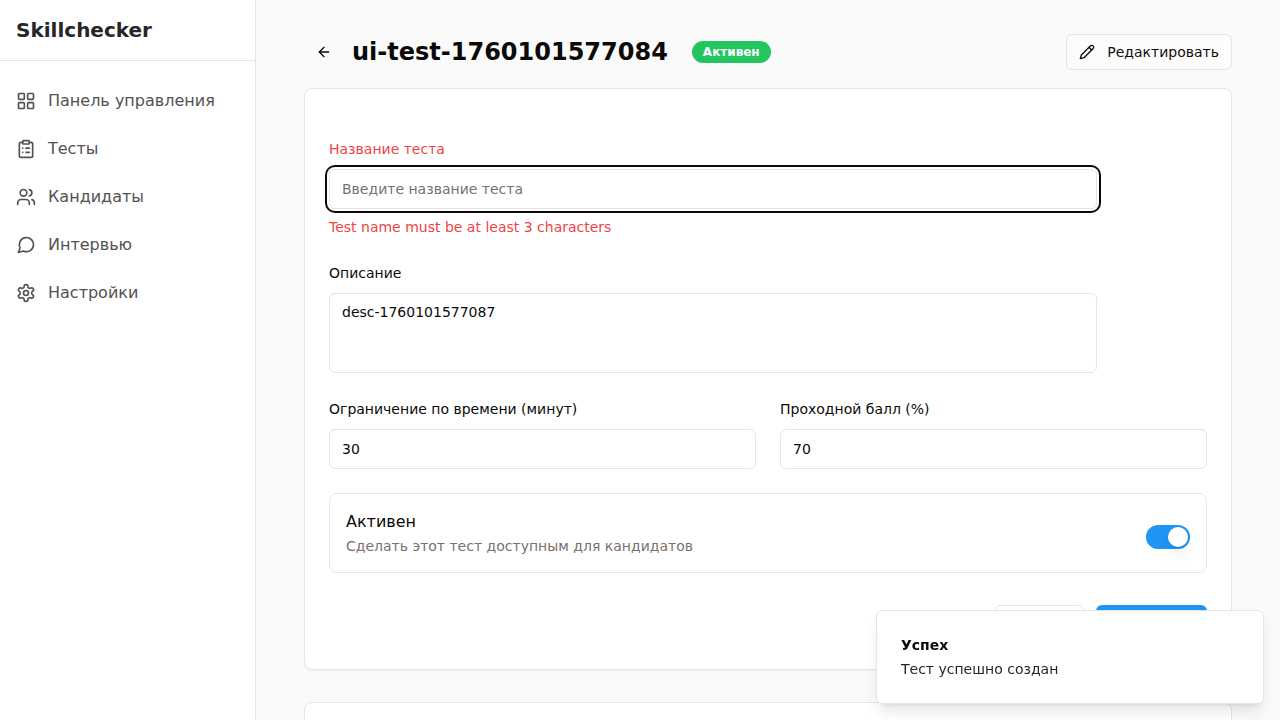 Skillchecker
Панель управления
Тесты
Кандидаты
Интервью
Настройки
ui-test-1760101577084
Активен
Редактировать
Название теста
Введите название теста
Test name must be at least 3 characters
Описание
desc-1760101577087
Ограничение по времени (минут)
Проходной балл (%)
30
70
Активен
Сделать этот тест доступным для кандидатов
Успех
Тест успешно создан